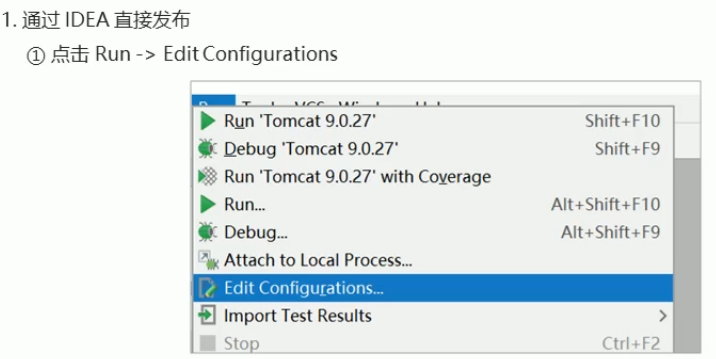 1. 通过 IDEA 直接发布
① 点击 Run -> Edit Configurations
Run 'Tomcat 9.0.27' Shift+F10
Debug 'Tomcat 9.0.27' Shift+F9
Run 'Tomcat 9.0.27' with Coverage
Run... Alt+Shift+F10
Debug... Alt+Shift+F9
Attach to Local Process...
Edit Configurations...
Import Test Results
Stop Ctrl+F2